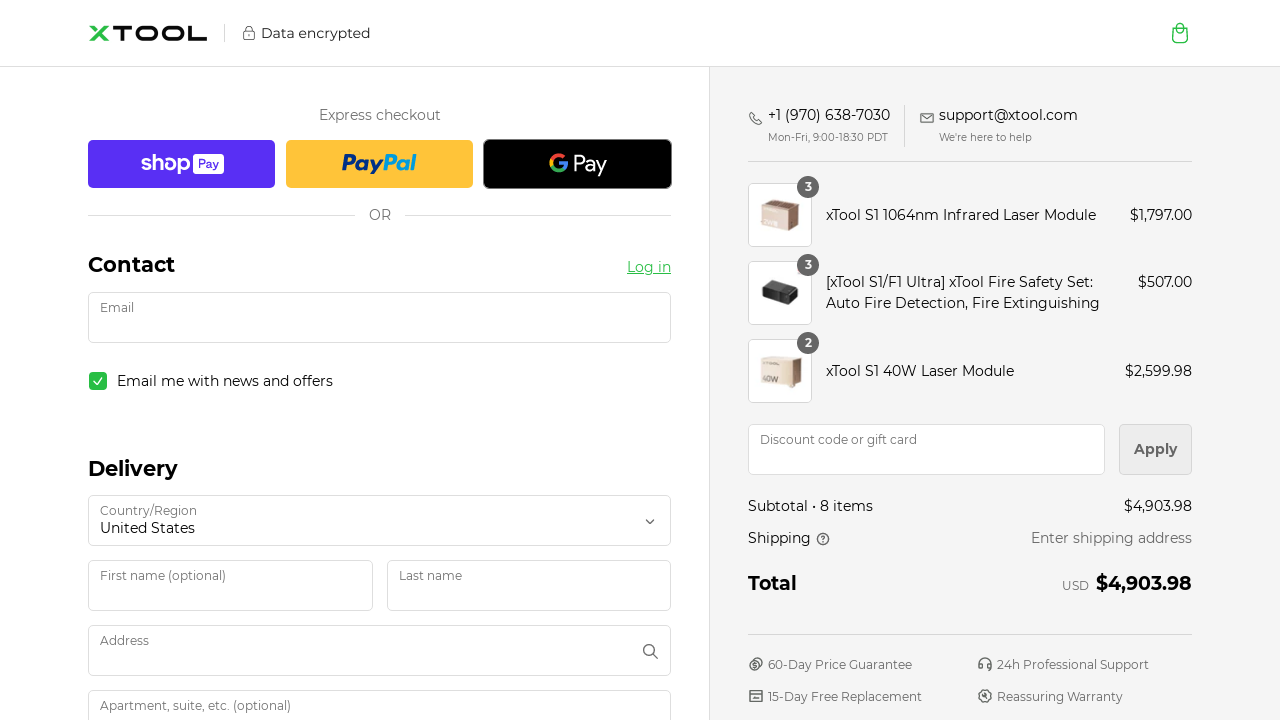 XTOOL
Data encrypted
Express checkout
shop Pay
PayPal
G Pay
OR
Contact
Log in
Email
Email me with news and offers
Delivery
Country/Region
United States
First name (optional)
Last name
Address
Apartment, suite, etc. (optional)
+1 (970) 638-7030
Mon-Fri, 9:00-18:30 PDT
support@xtool.com
We're here to help
3
xTool S1 1064nm Infrared Laser Module
$1,797.00
3
[xTool S1/F1 Ultra] xTool Fire Safety Set:
Auto Fire Detection, Fire Extinguishing
$507.00
2
40W
xTool S1 40W Laser Module
$2,599.98
Discount code or gift card
Apply
Subtotal · 8 items
$4,903.98
Shipping
Enter shipping address
Total
USD $4,903.98
60-Day Price Guarantee
24h Professional Support
15-Day Free Replacement
Reassuring Warranty